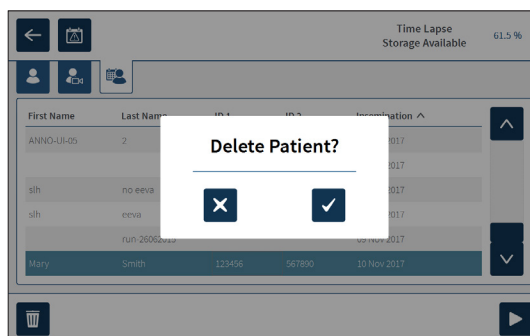 Time Lapse
Storage Available
61.5 %
First Name Last Name ID 1 ID 2 Insemination
ANNO-UI-05 2 2017
2017
slh no eeva 2017
slh eeva 2017
Delete Patient?
run-26062015 09 Nov 2017
Mary Smith 123456 567890 10 Nov 2017